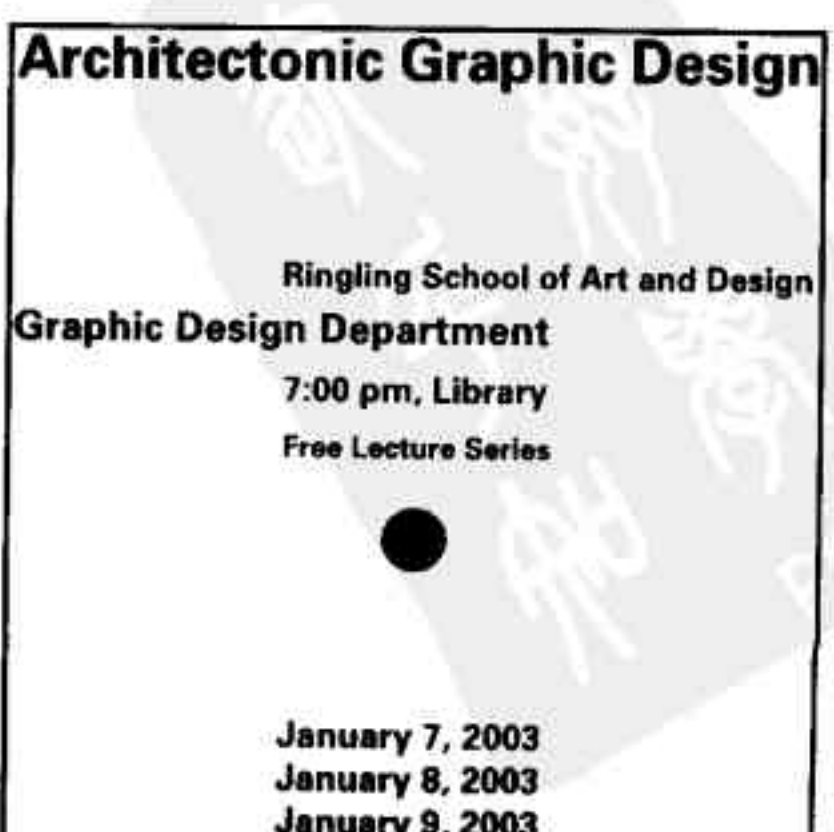 Architectonic Graphic Design
Ringling School of Art and Design
Graphic Design Department
7:00 pm, Library
Free Lecture Series
January 7, 2003
January 8, 2003
January 9, 2003